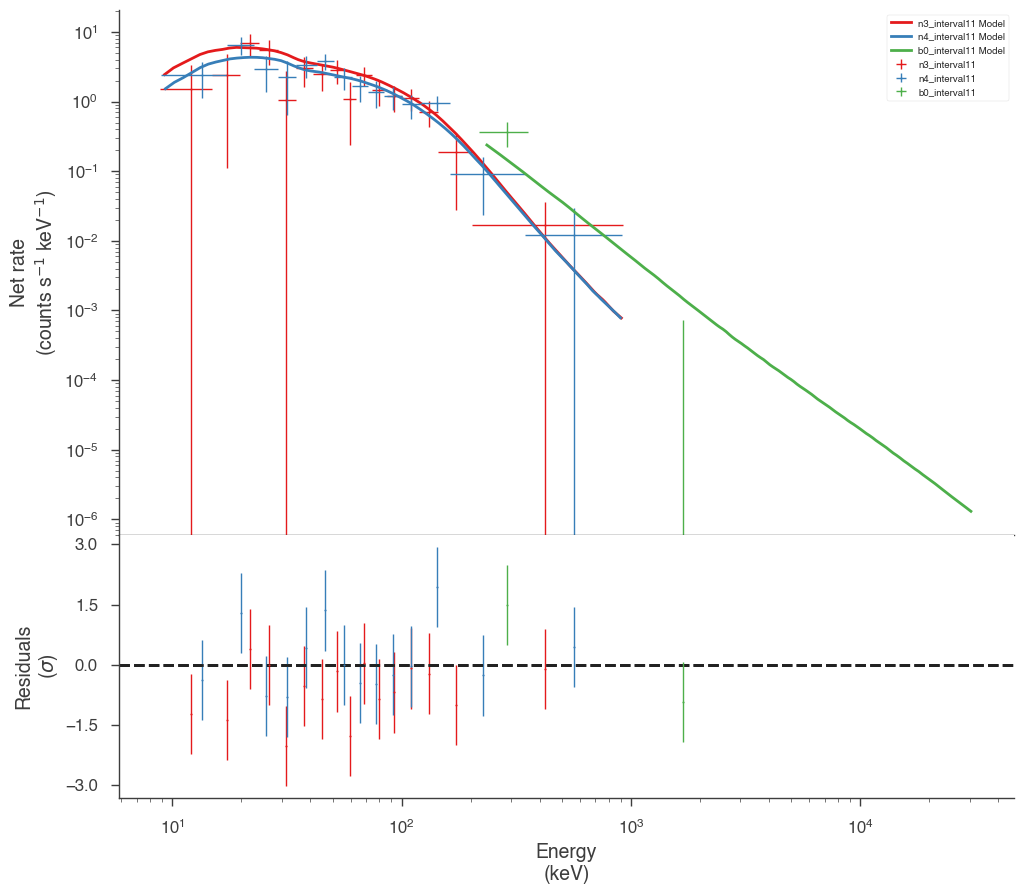 n3_interval11 Model
n4_interval11 Model
b0_interval11 Model
n3_interval11
n4_interval11
b0_interval11
Net rate
(counts s⁻¹ keV⁻¹)
10¹
10⁰
10⁻¹
10⁻²
10⁻³
10⁻⁴
10⁻⁵
10⁻⁶
Residuals
(σ)
3.0
1.5
0.0
−1.5
−3.0
10¹ 10² 10³ 10⁴
Energy
(keV)